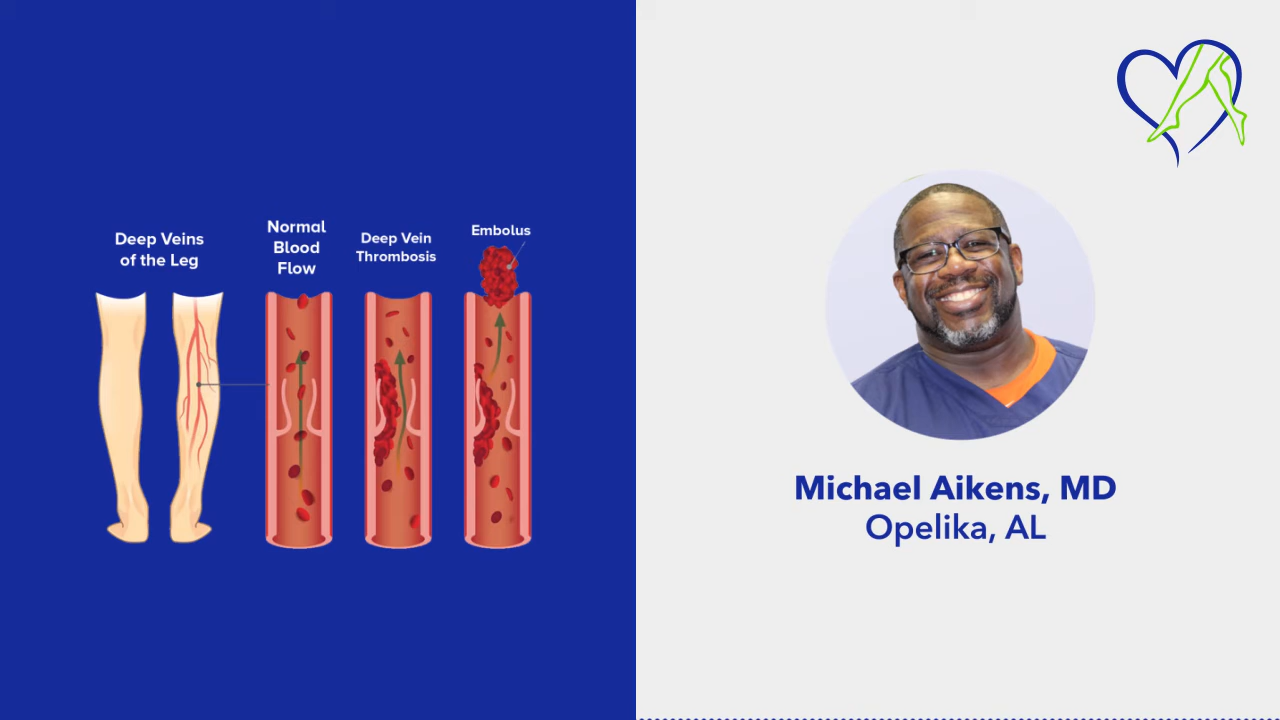 Deep Veins
of the Leg
Normal
Blood
Flow
Deep Vein
Thrombosis
Embolus
Michael Aikens, MD
Opelika, AL